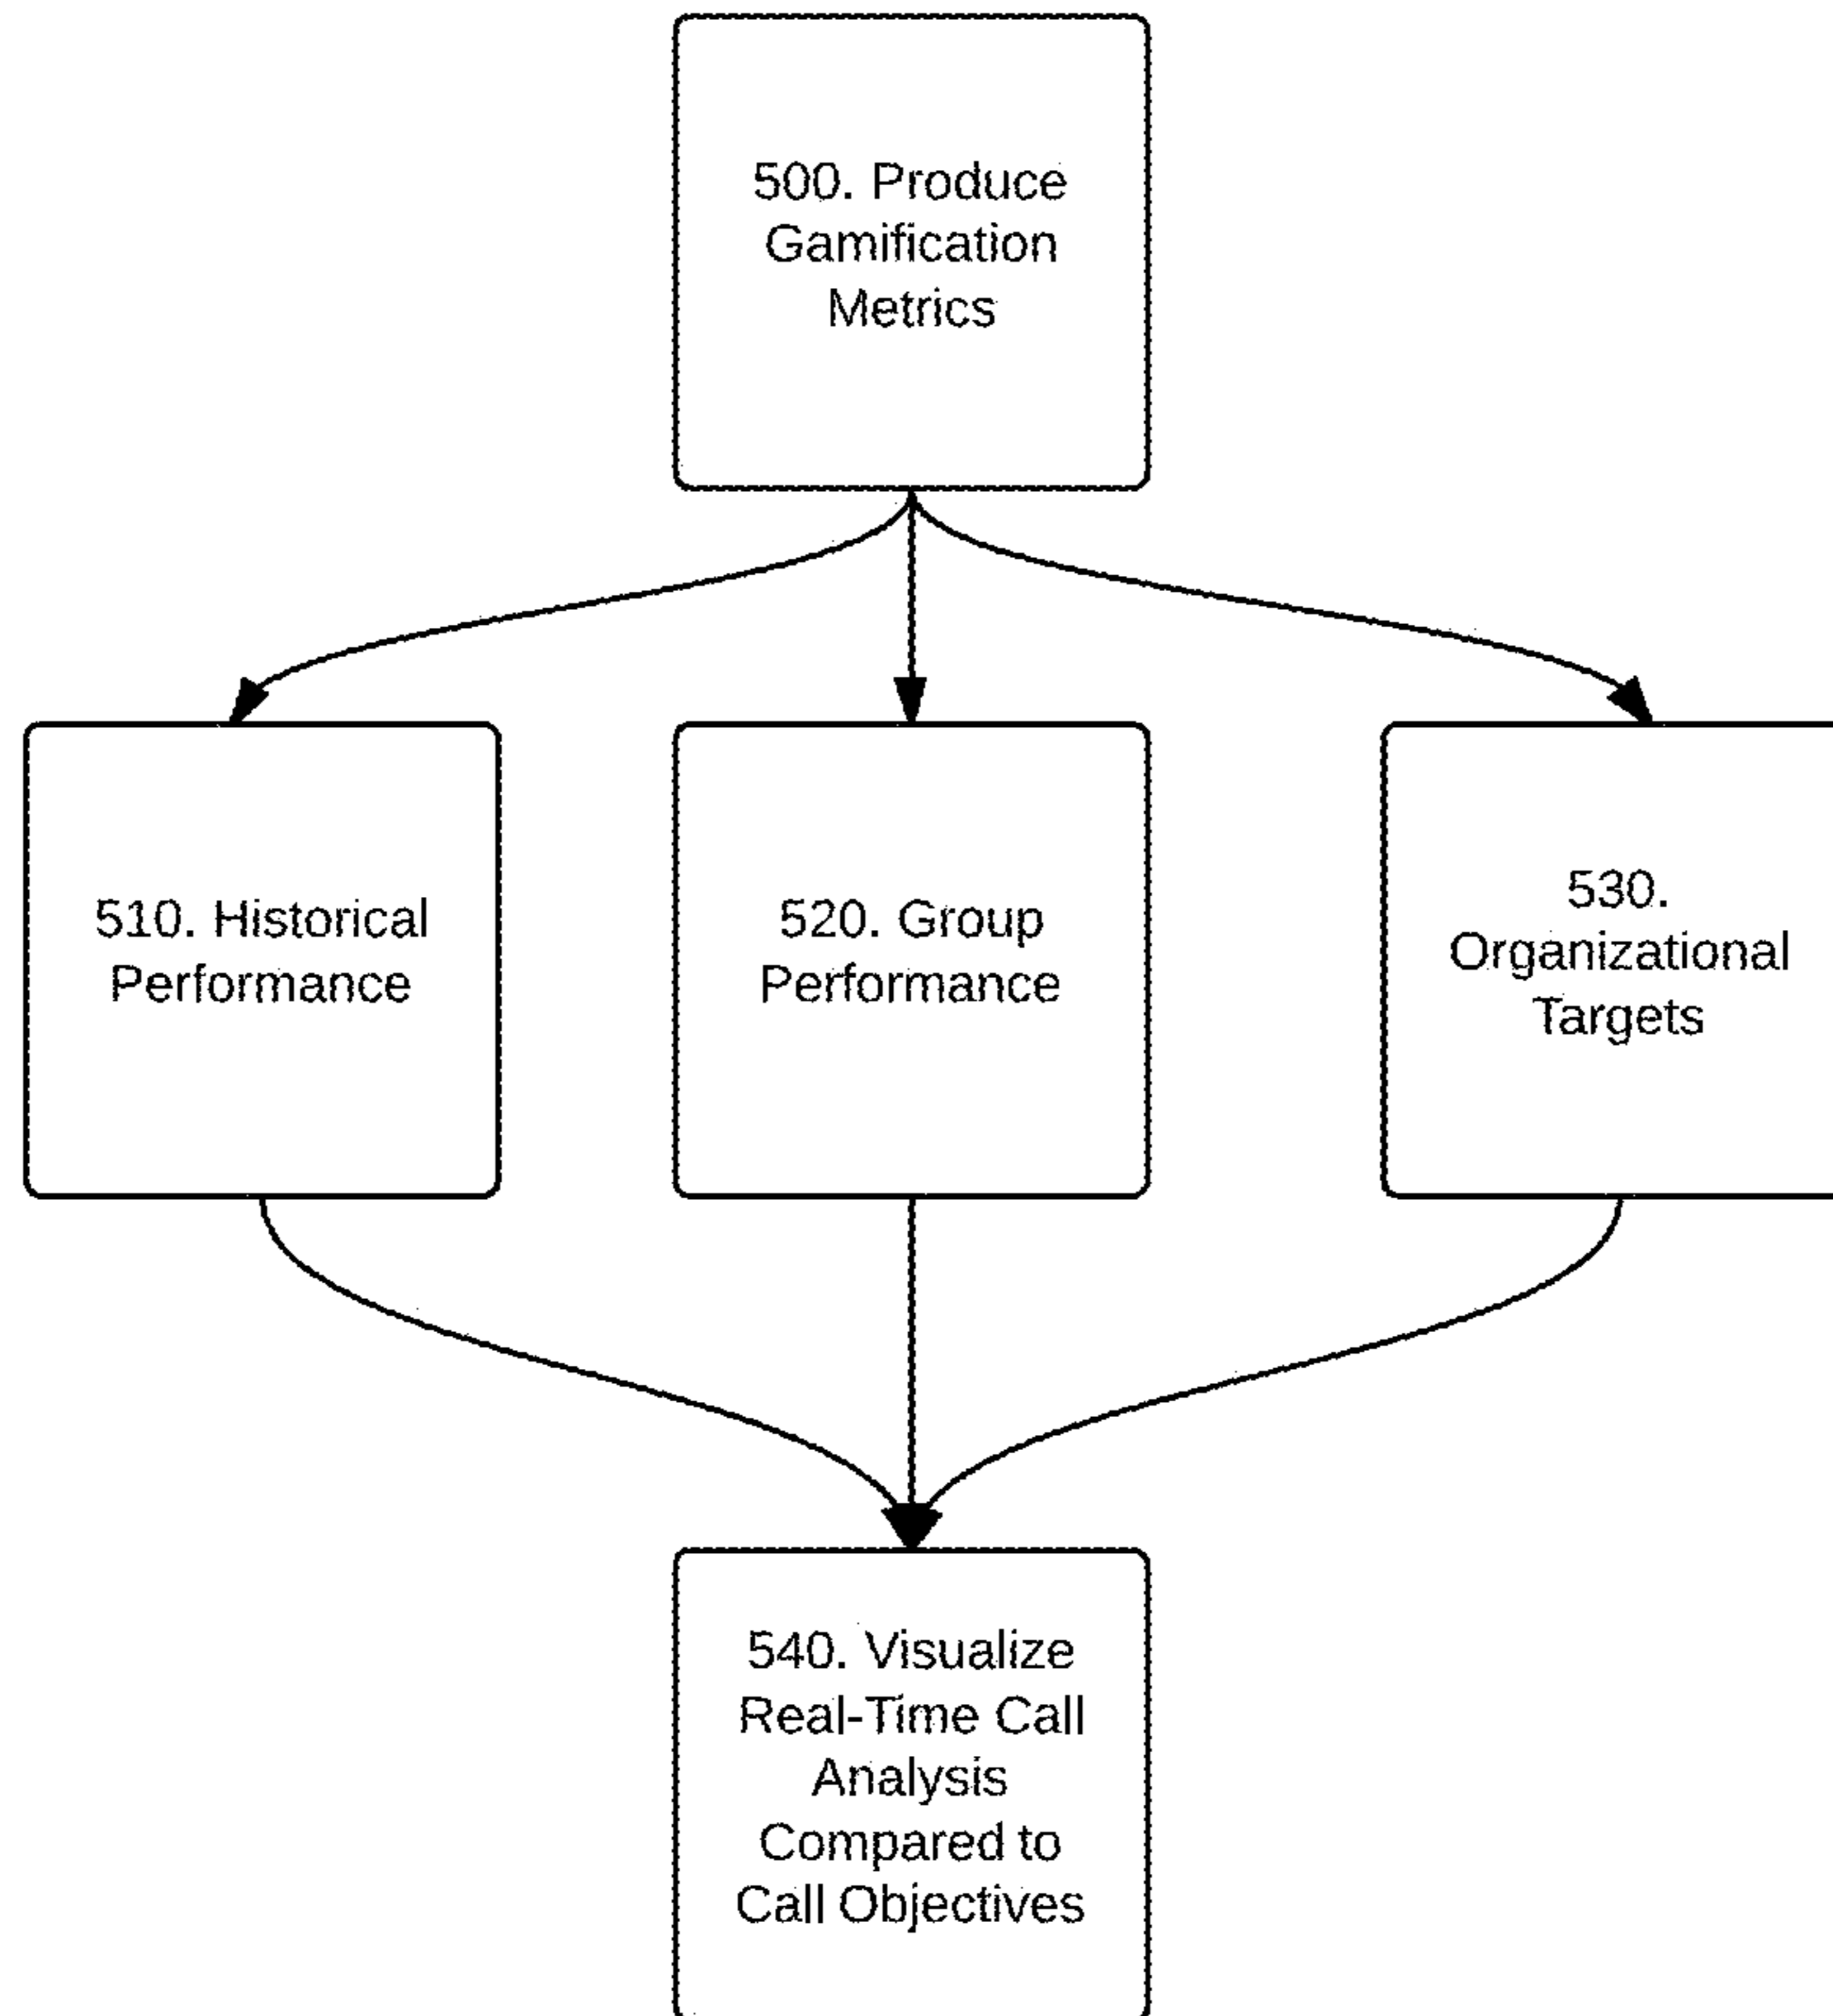 500. Produce
Gamification
Metrics
510. Historical
Performance
520. Group
Performance
530.
Organizational
Targets
540. Visualize
Real-Time Call
Analysis
Compared to
Call Objectives